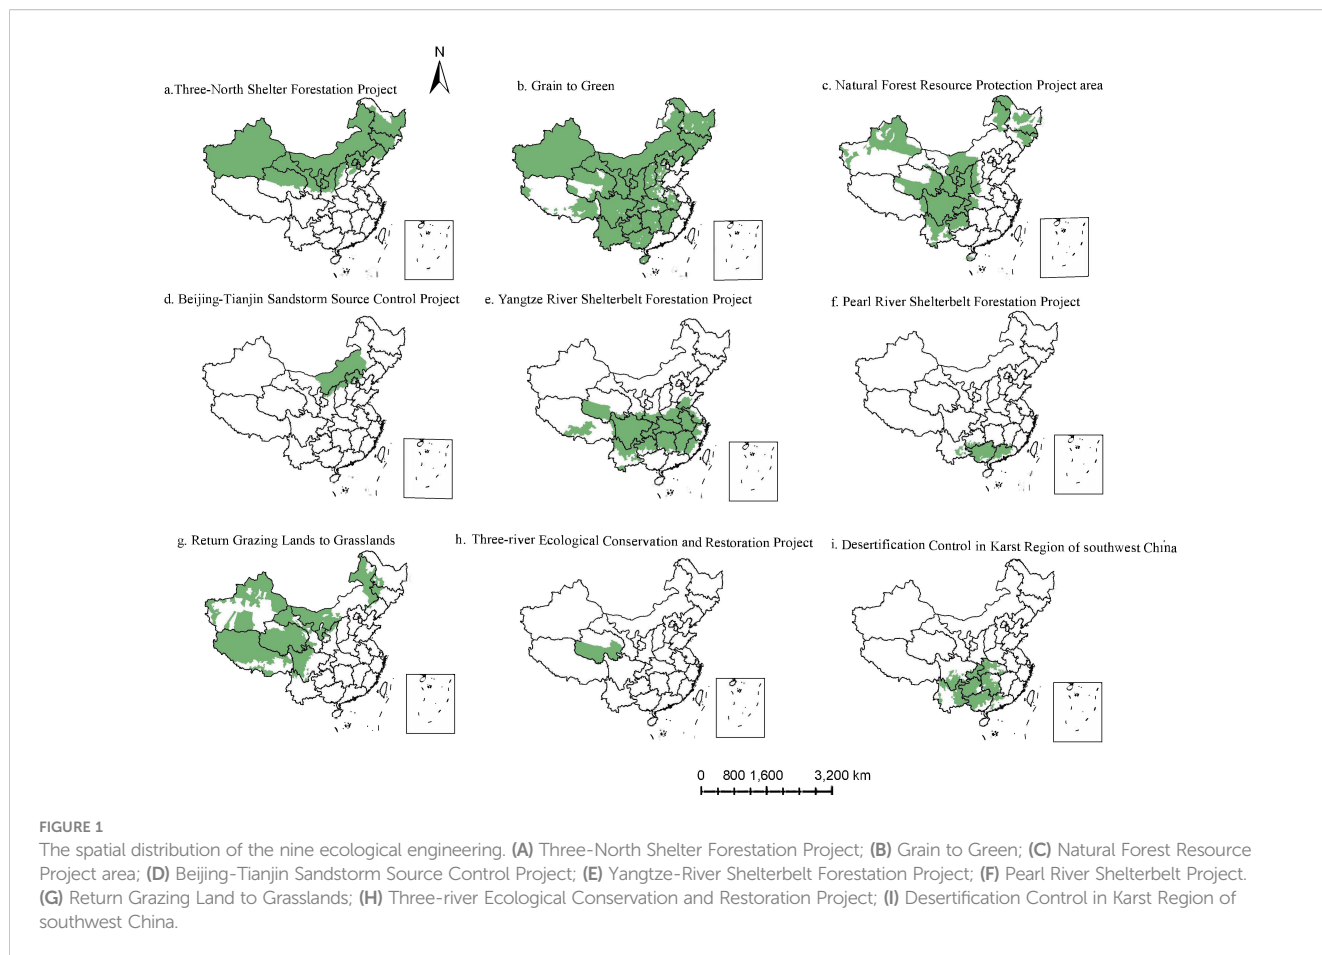 N
a.Three-North Shelter Forestation Project
b. Grain to Green
c. Natural Forest Resource Protection Project area
d. Beijing-Tianjin Sandstorm Source Control Project
e. Yangtze River Shelterbelt Forestation Project
f. Pearl River Shelterbelt Forestation Project
g. Return Grazing Lands to Grasslands
h. Three-river Ecological Conservation and Restoration Project
i. Desertification Control in Karst Region of southwest China
0 800 1,600 3,200 km
FIGURE 1
The spatial distribution of the nine ecological engineering. (A) Three-North Shelter Forestation Project; (B) Grain to Green; (C) Natural Forest Resource
Project area; (D) Beijing-Tianjin Sandstorm Source Control Project; (E) Yangtze-River Shelterbelt Forestation Project; (F) Pearl River Shelterbelt Project.
(G) Return Grazing Land to Grasslands; (H) Three-river Ecological Conservation and Restoration Project; (I) Desertification Control in Karst Region of
southwest China.